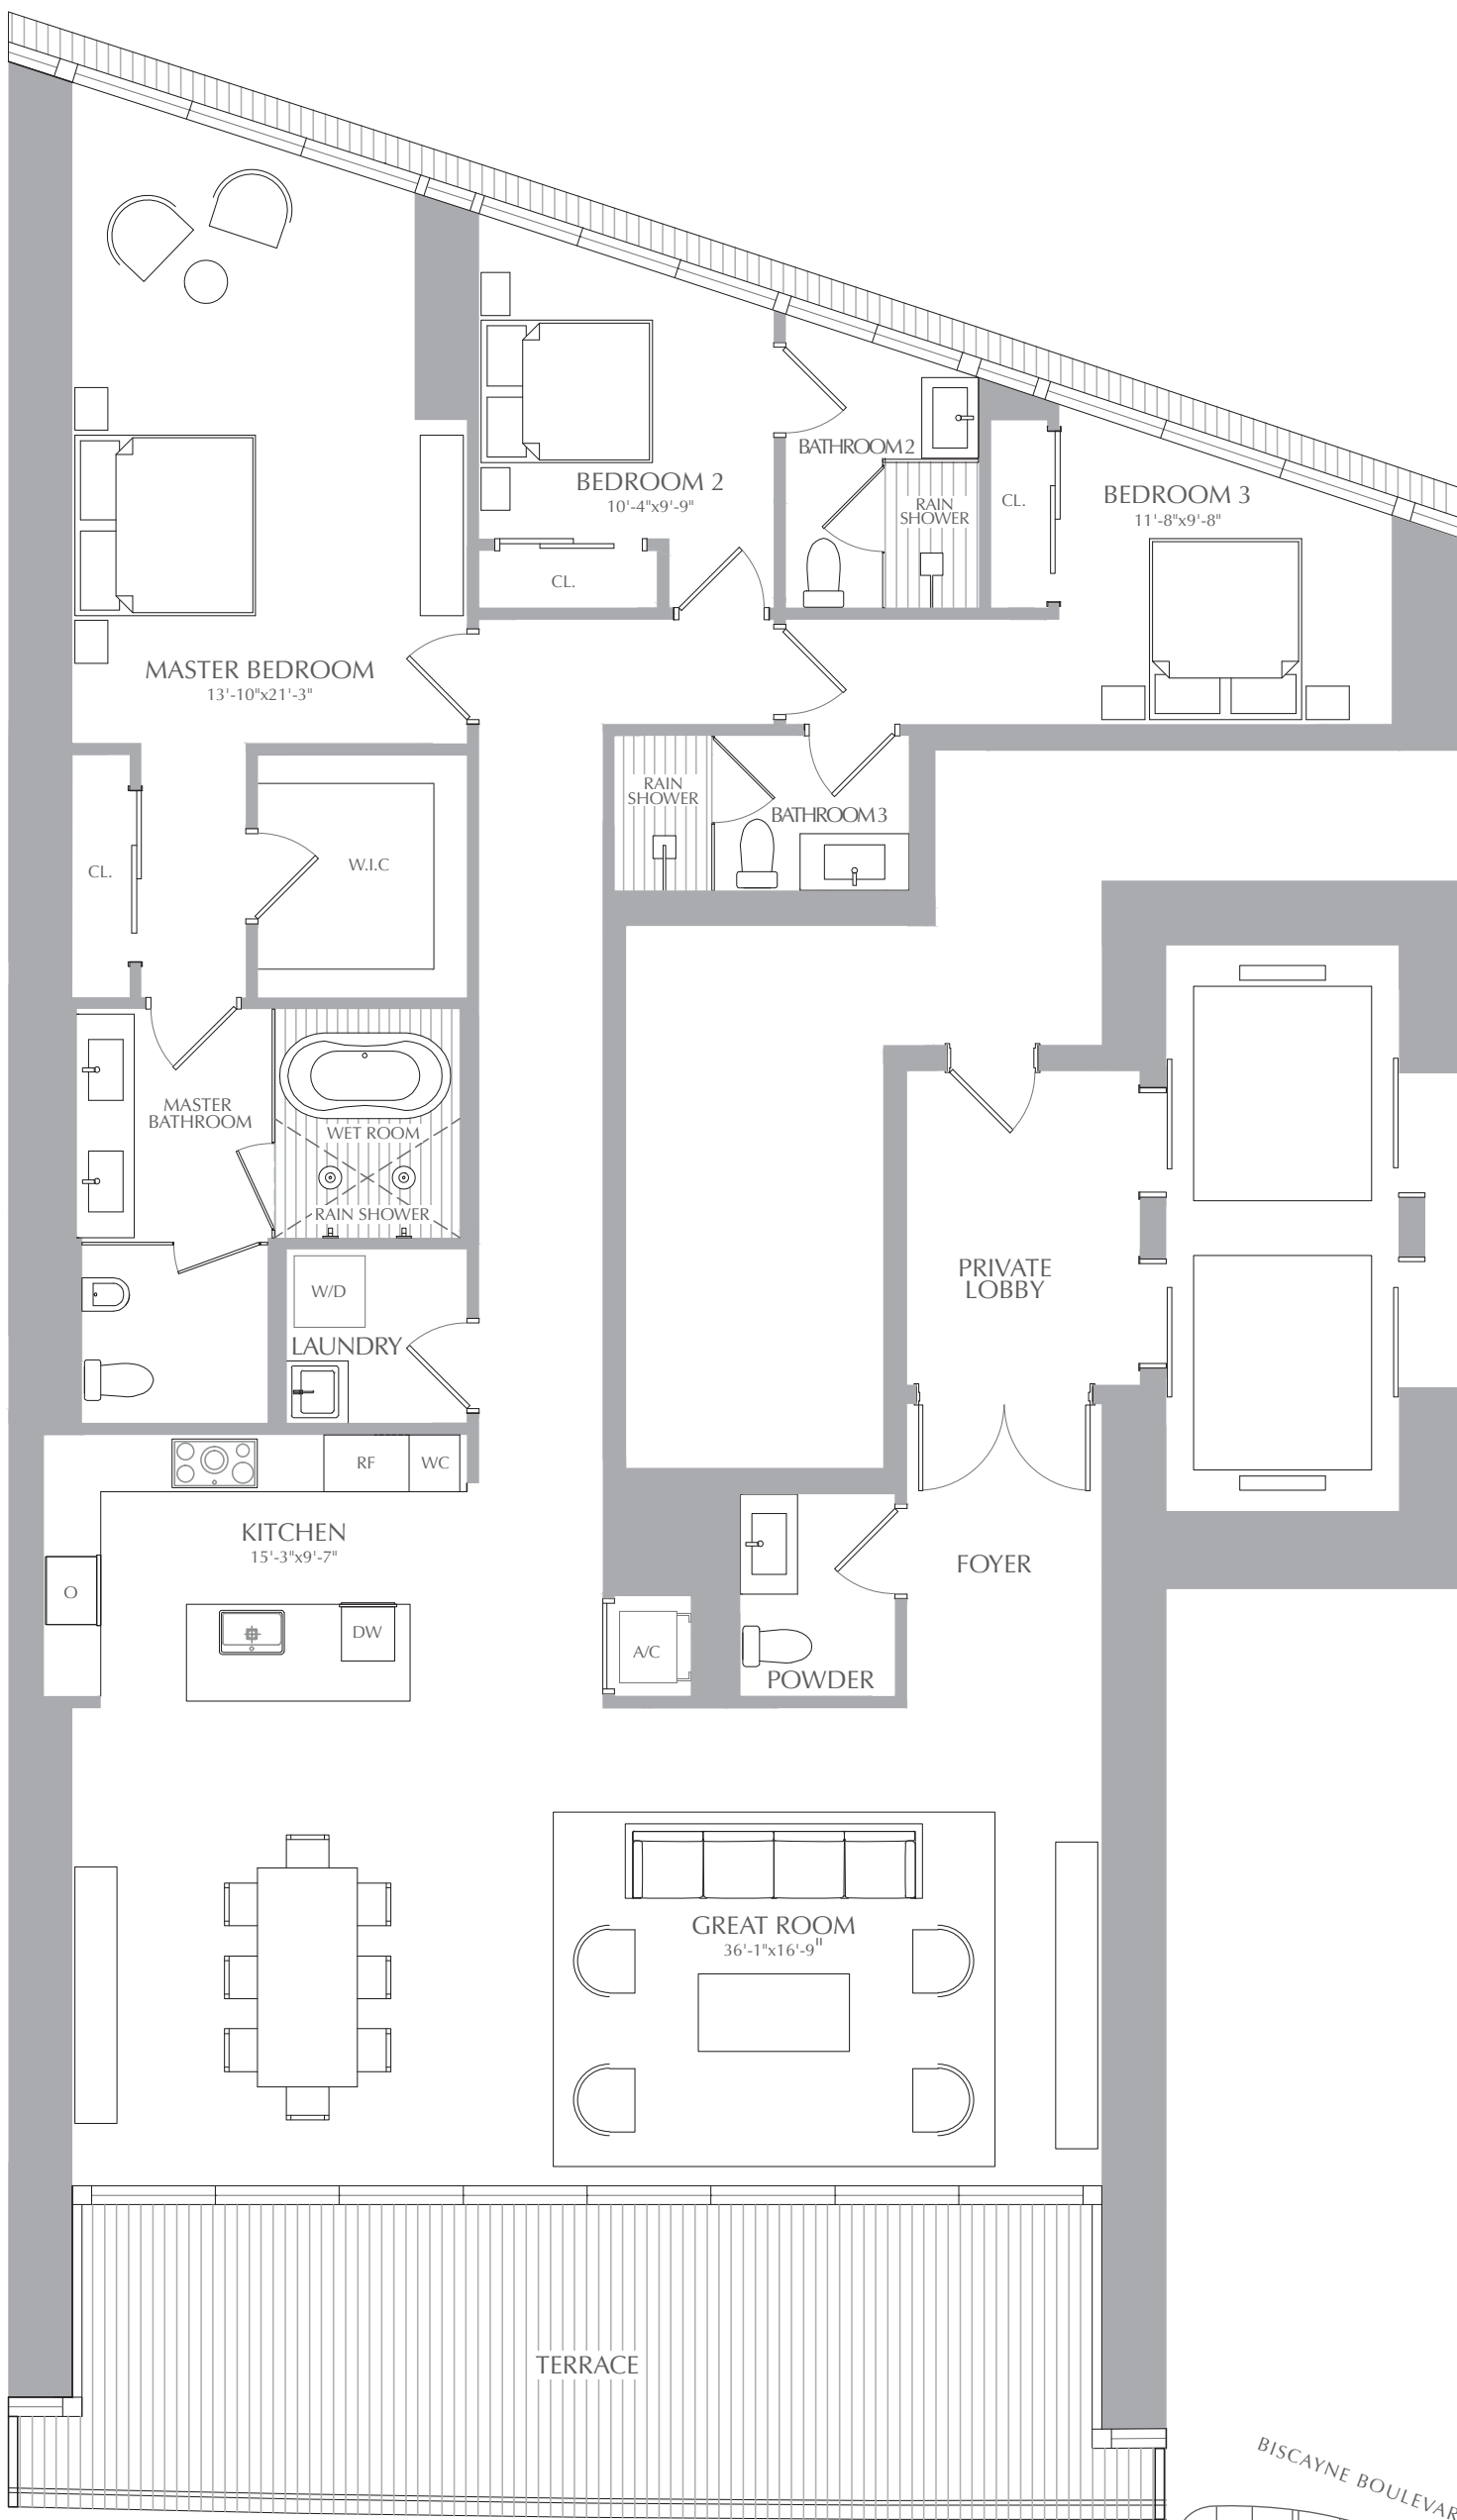 BATHROOM 2
BEDROOM 2
10'-4"x9'-9"
RAIN
SHOWER
CL.
BEDROOM 3
11'-8"x9'-8"
CL.
MASTER BEDROOM
13'-10"x21'-3"
RAIN
SHOWER
BATHROOM 3
CL.
W.I.C
MASTER
BATHROOM
WET ROOM
RAIN SHOWER
PRIVATE
LOBBY
W/D
LAUNDRY
RF
WC
KITCHEN
15'-3"x9'-7"
FOYER
O
DW
A/C
POWDER
GREAT ROOM
36'-1"x16'-9"
TERRACE
BISCAYNE BOULEVAR